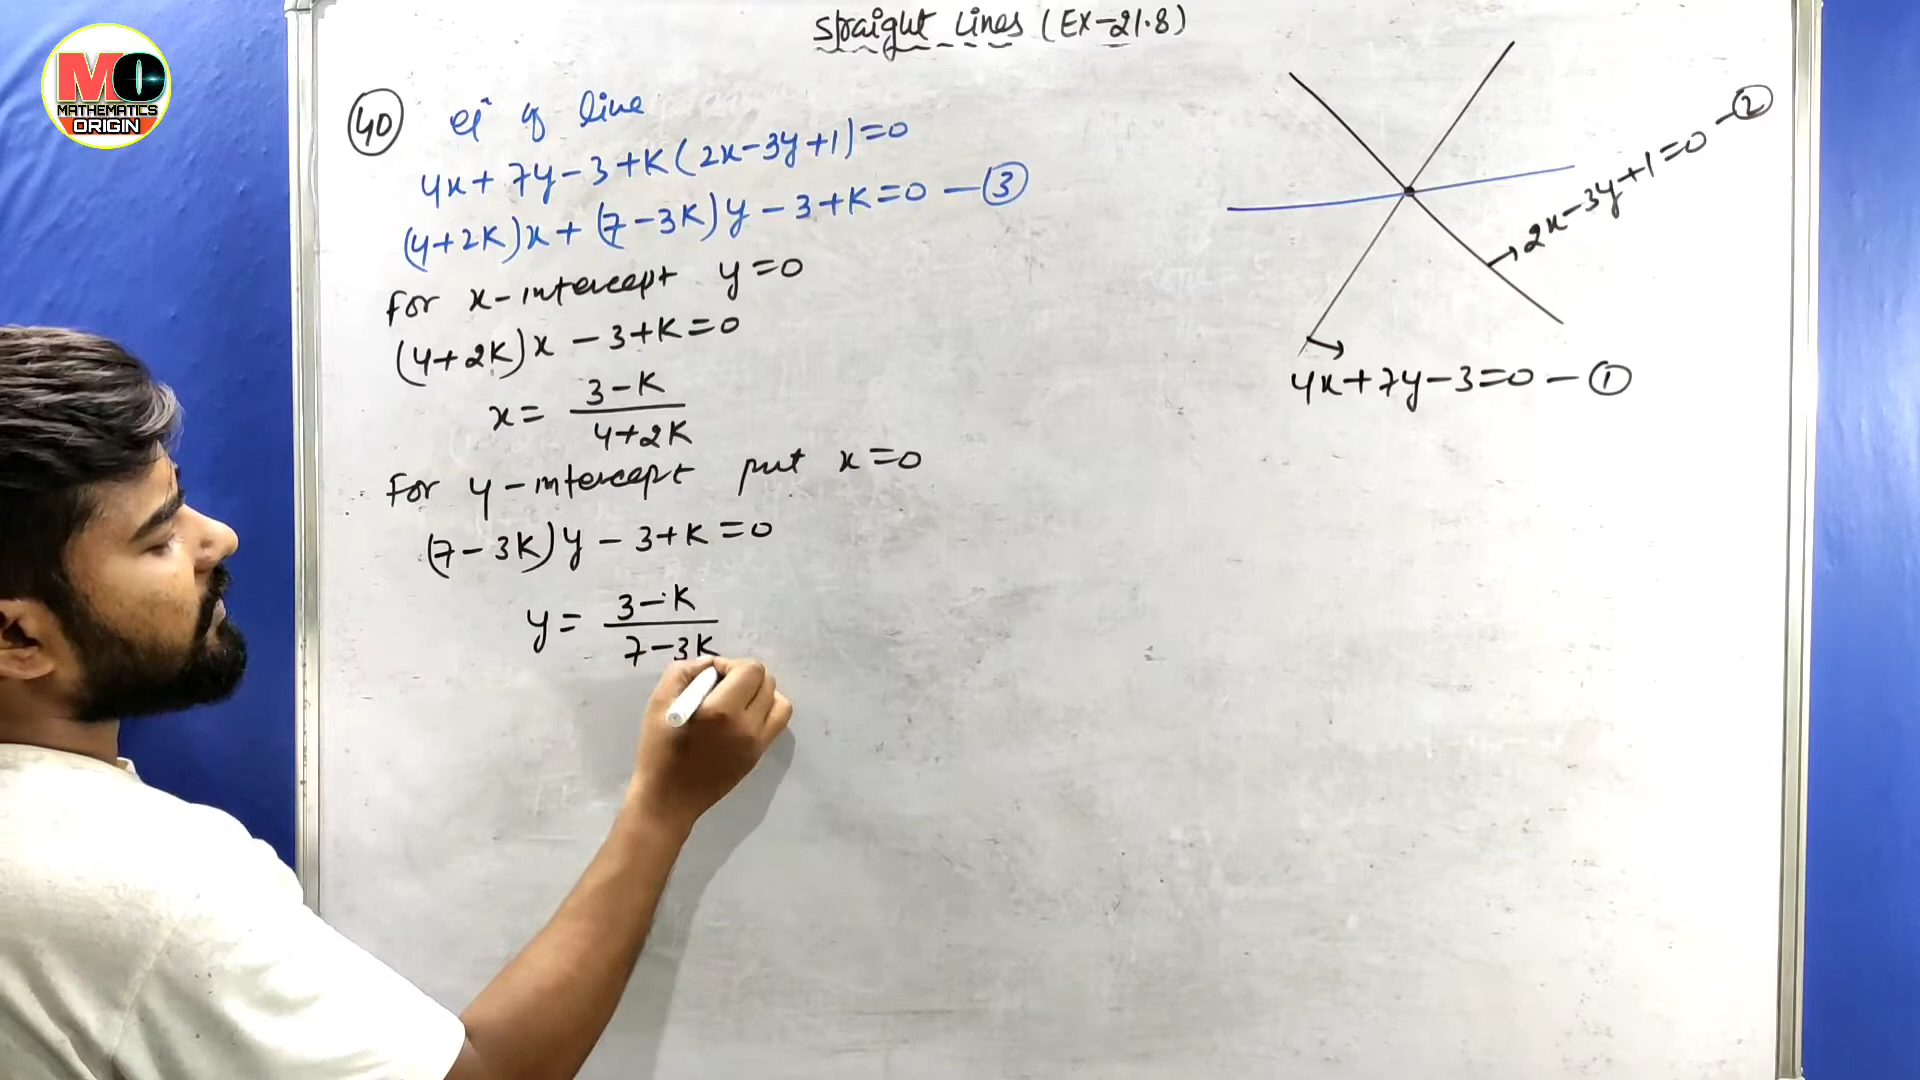 MO
MATHEMATICS
ORIGIN
Straight Lines (EX-21.8)
40 eqⁿ of line
4x+7y-3+K(2x-3y+1)=0
(4+2K)x+(7-3K)y-3+K=0 -③
For x-intercept y=0
(4+2K)x-3+K=0
x= 3-K
4+2K
For y-intercept put x=0
(7-3K)y-3+K=0
y= 3-K
7-3K
2x-3y+1=0 -②
4x+7y-3=0 -①